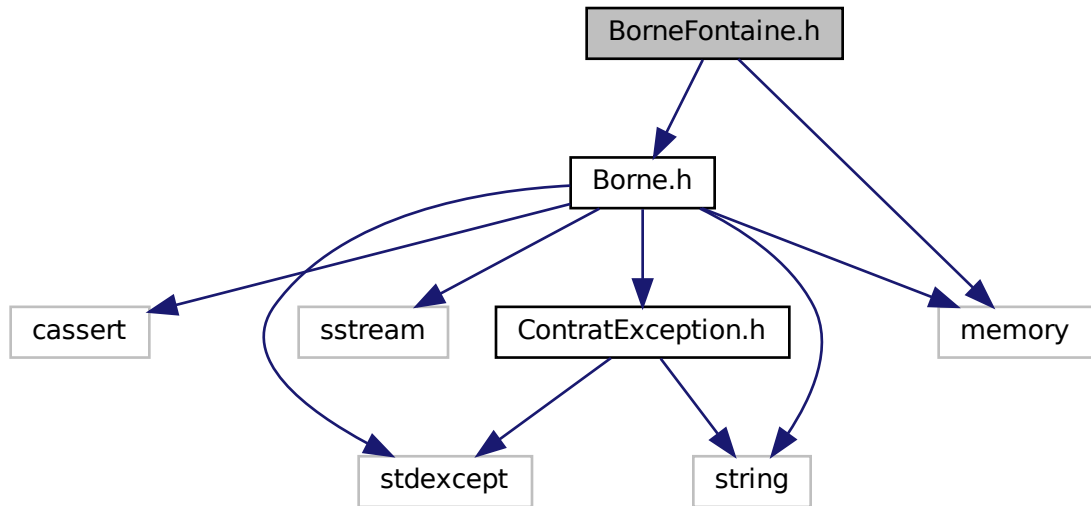 BorneFontaine.h
Borne.h
cassert
sstream
ContratException.h
memory
stdexcept
string